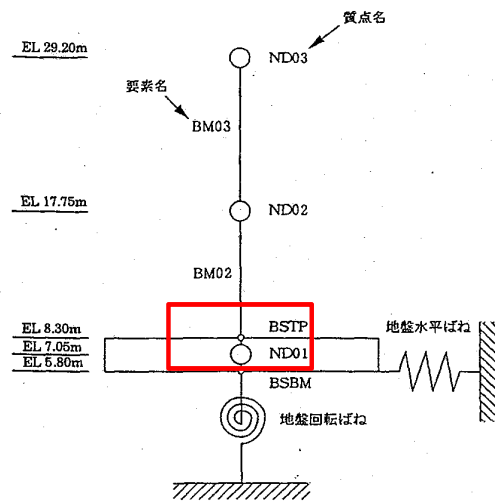 質点名
EL 29.20m
ND03
要素名
BM03
EL 17.75m
ND02
BM02
EL 8.30m
BSTP
地盤水平ばね
EL 7.05m
ND01
EL 5.80m
BSBM
地盤回転ばね